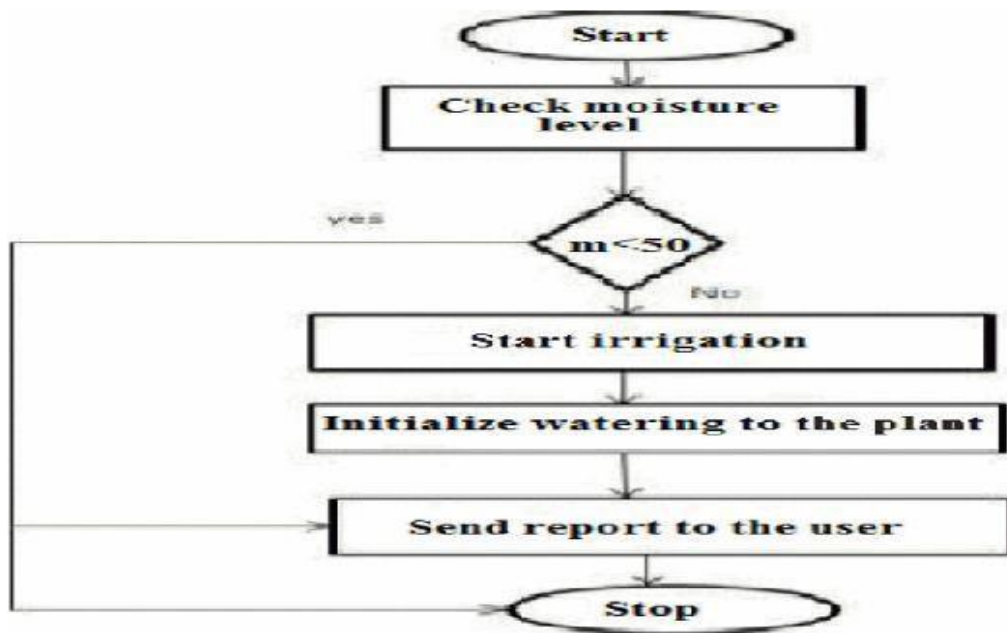 Start
Check moisture
level
yes
m<50
No
Start irrigation
Initialize watering to the plant
Send report to the user
Stop